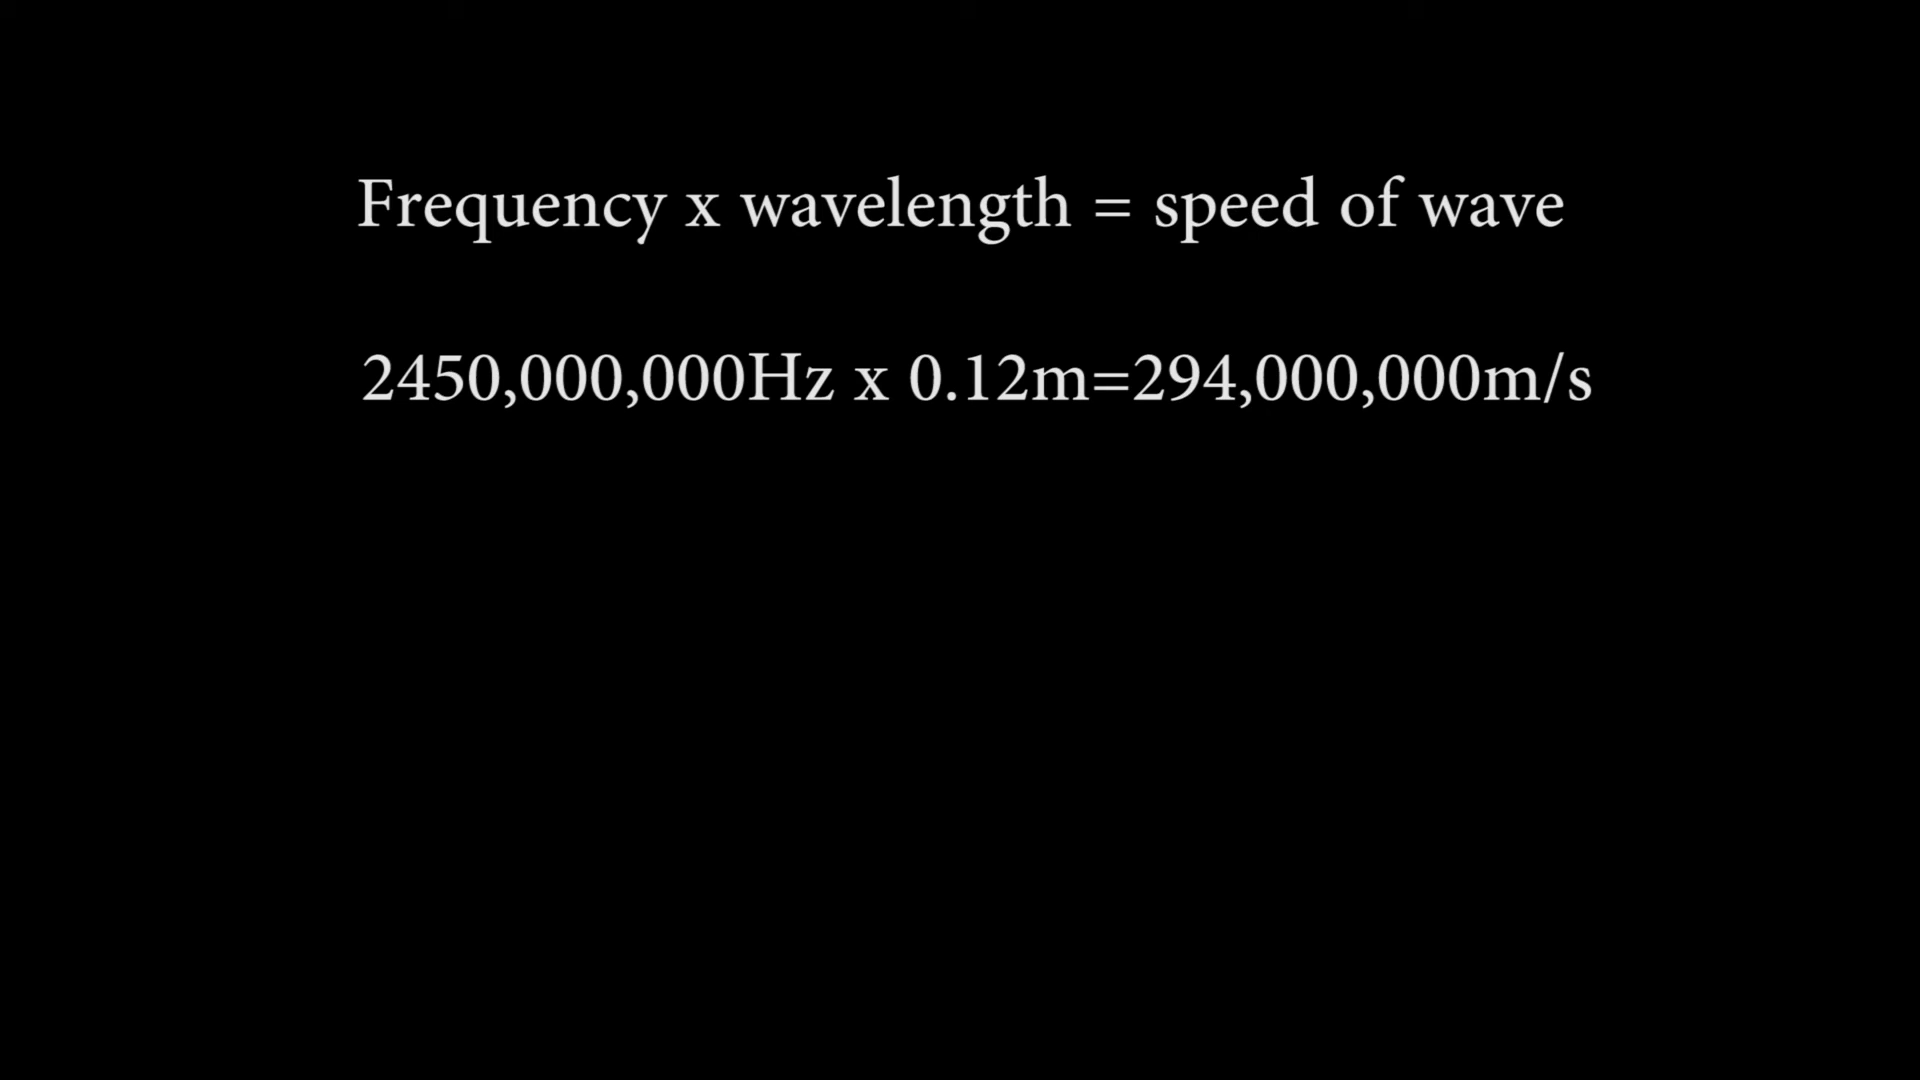 Frequency x wavelength = speed of wave
2450,000,000Hz x 0.12m=294,000,000m/s